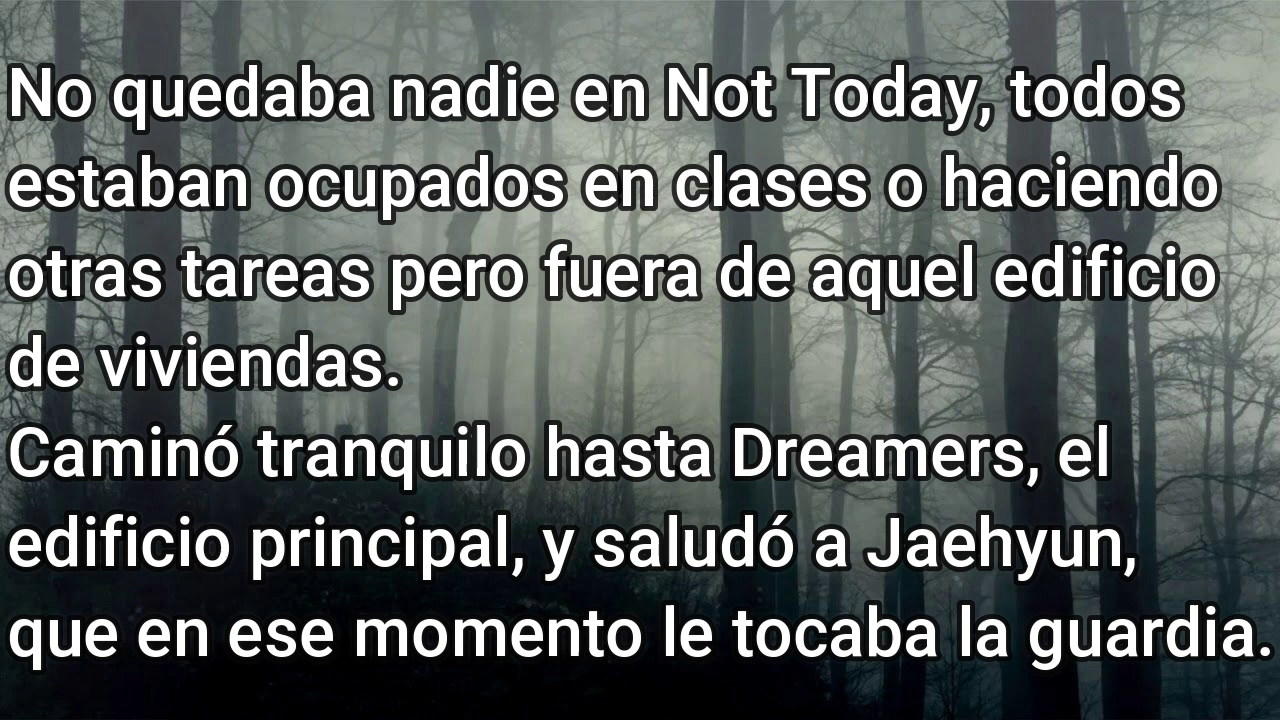 No quedaba nadie en Not Today, todos
estaban ocupados en clases o haciendo
otras tareas pero fuera de aquel edificio
de viviendas.
Caminó tranquilo hasta Dreamers, el
edificio principal, y saludó a Jaehyun,
que en ese momento le tocaba la guardia.